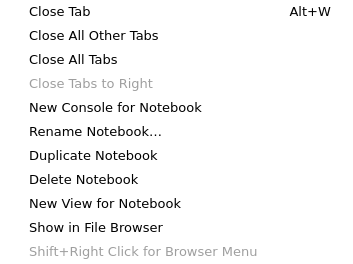 Close Tab Alt+W
Close All Other Tabs
Close All Tabs
Close Tabs to Right
New Console for Notebook
Rename Notebook…
Duplicate Notebook
Delete Notebook
New View for Notebook
Show in File Browser
Shift+Right Click for Browser Menu